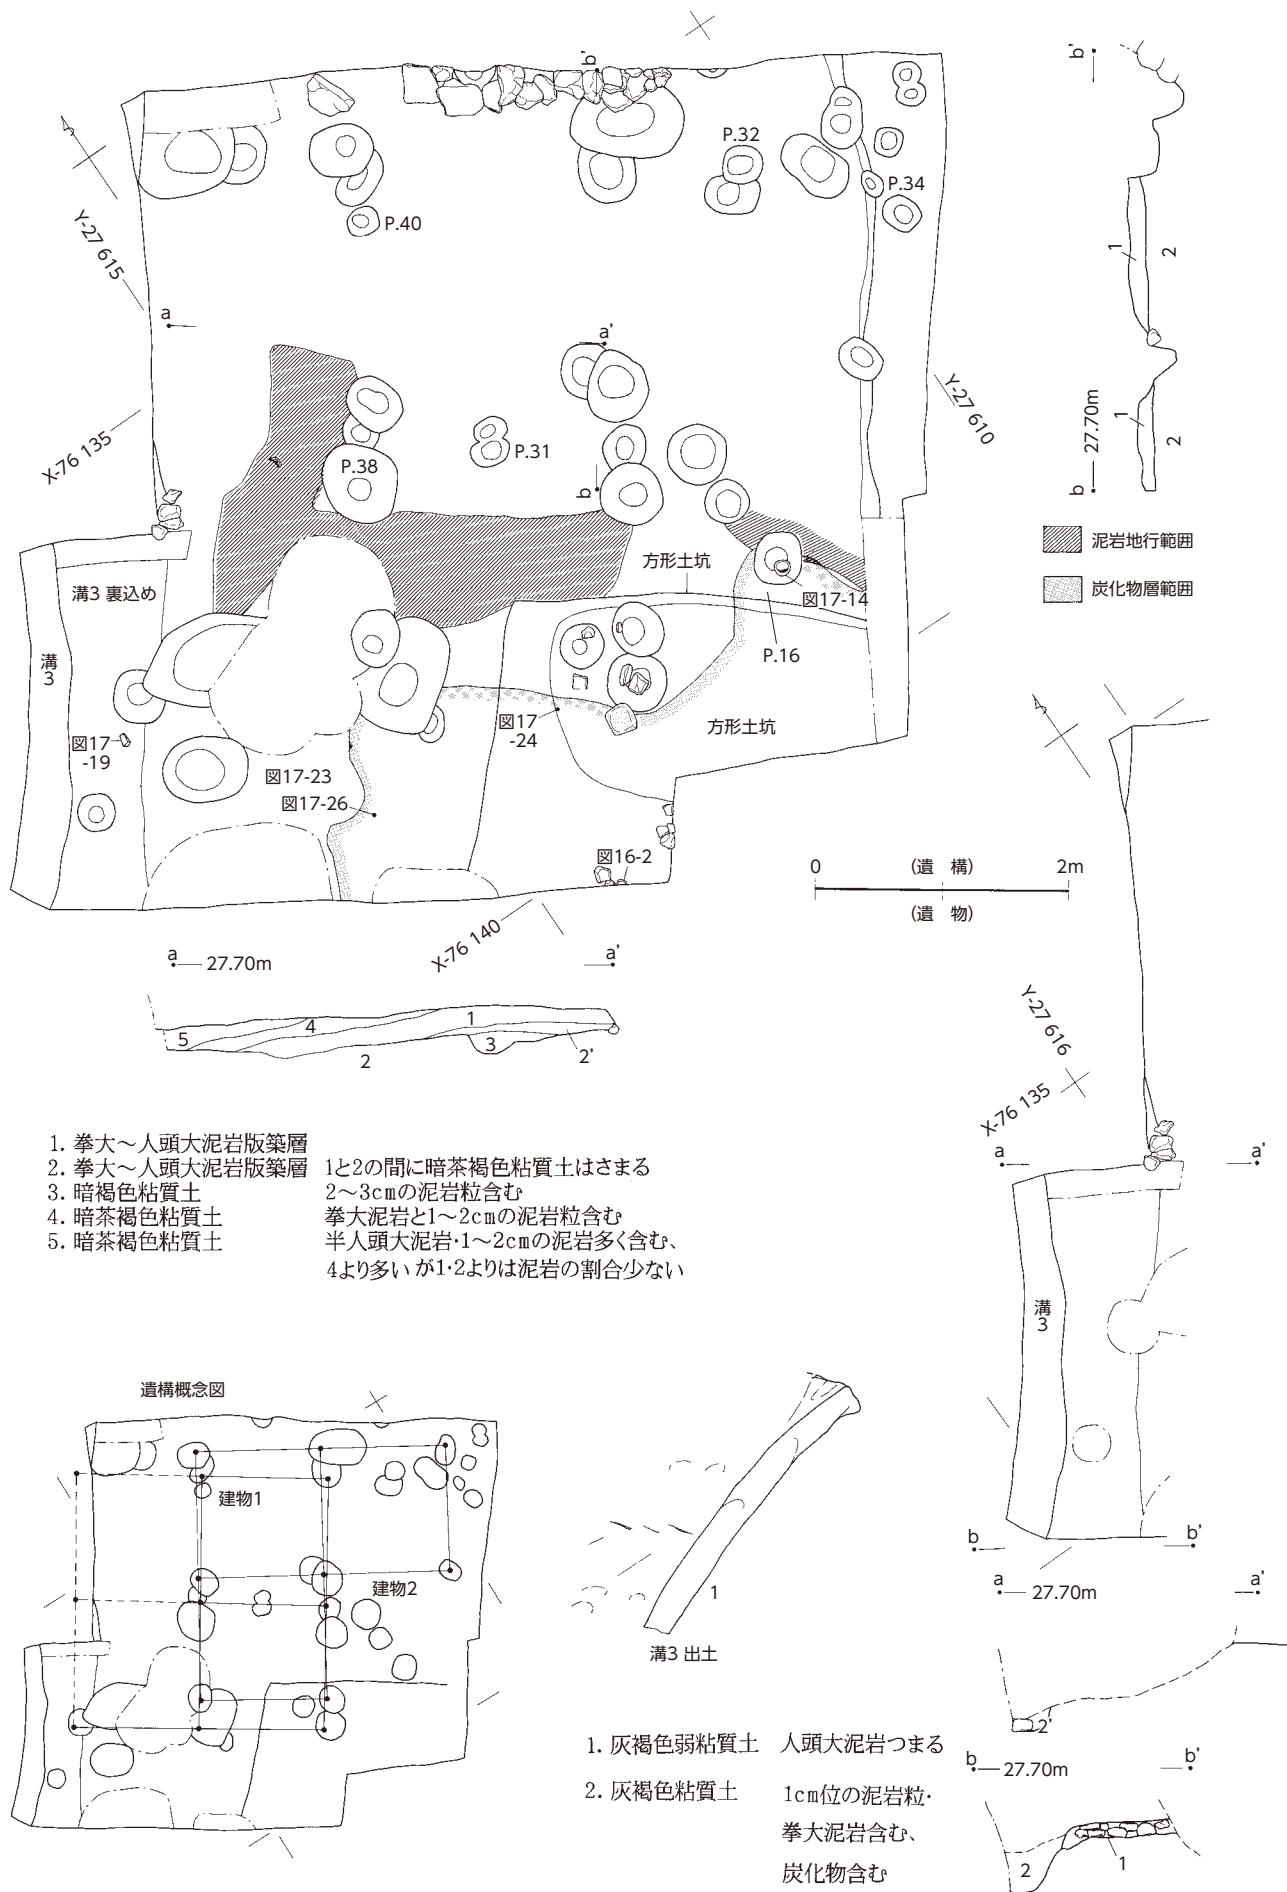 b'
b'
P.32
P.34
P.40
Y-27 615
a
a'
1
2
Y-27 610
X-76 135
P.38
P.31
b
1
2
b
27.70m
泥岩地行範囲
方形土坑
溝3 裏込め
炭化物層範囲
図17-14
溝
3
P.16
図17
-24
方形土坑
図17
-19
図17-23
図17-26
図16-2
0
(遺 構)
2m
(遺 物)
X-76 140
a
27.70m
a'
5
4
1
2
3
2'
Y-27 616
X-76 135
a
a'
1. 拳大～人頭大泥岩版築層
2. 拳大～人頭大泥岩版築層 1と2の間に暗茶褐色粘質土はさまる
3. 暗褐色粘質土 2～3cmの泥岩粒含む
4. 暗茶褐色粘質土 拳大泥岩と1～2cmの泥岩粒含む
5. 暗茶褐色粘質土 半人頭大泥岩・1～2cmの泥岩多く含む、
4より多いが1・2よりは泥岩の割合少ない
溝
3
遺構概念図
建物1
建物2
1
溝3 出土
b
b'
a
27.70m
a'
2'
1. 灰褐色弱粘質土 人頭大泥岩つまる
2. 灰褐色粘質土 1cm位の泥岩粒・
拳大泥岩含む、
炭化物含む
b
27.70m
b'
2
1